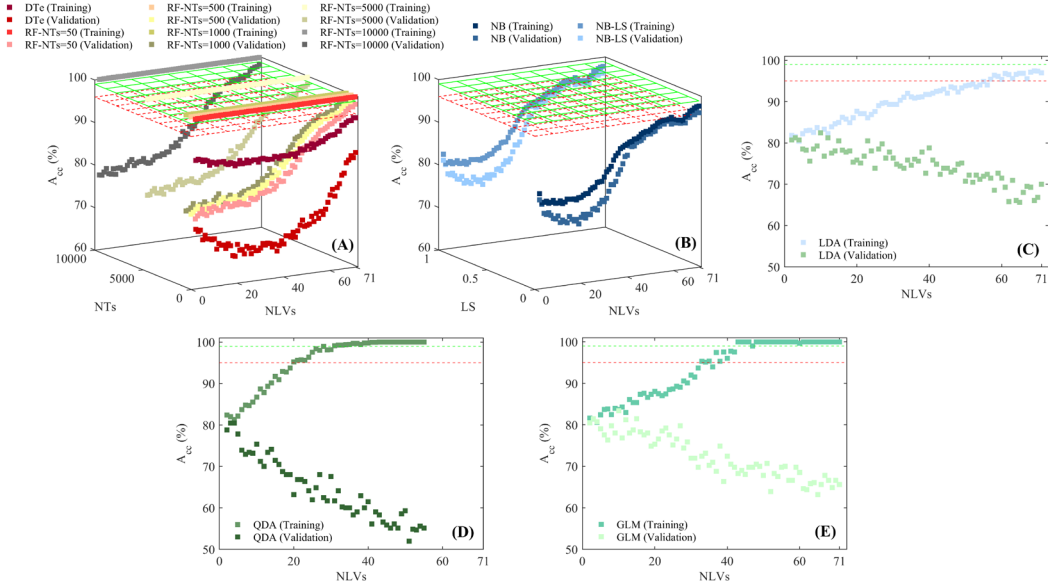 DTe (Training)
DTe (Validation)
RF-NTs=50 (Training)
RF-NTs=50 (Validation)
RF-NTs=500 (Training)
RF-NTs=500 (Validation)
RF-NTs=1000 (Training)
RF-NTs=1000 (Validation)
RF-NTs=5000 (Training)
RF-NTs=5000 (Validation)
RF-NTs=10000 (Training)
RF-NTs=10000 (Validation)
100
90
80
70
60
Acc (%)
10000
5000
0
NTs
0
20
40
60
71
NLVs
(A)
NB (Training)
NB (Validation)
NB-LS (Training)
NB-LS (Validation)
100
90
80
70
60
Acc (%)
1
0.5
0
LS
0
20
40
60
71
NLVs
(B)
100
90
80
70
60
50
Acc (%)
LDA (Training)
LDA (Validation)
(C)
0
20
40
60
71
NLVs
100
90
80
70
60
50
Acc (%)
QDA (Training)
QDA (Validation)
(D)
0
20
40
60
71
NLVs
100
90
80
70
60
50
Acc (%)
GLM (Training)
GLM (Validation)
(E)
0
20
40
60
71
NLVs